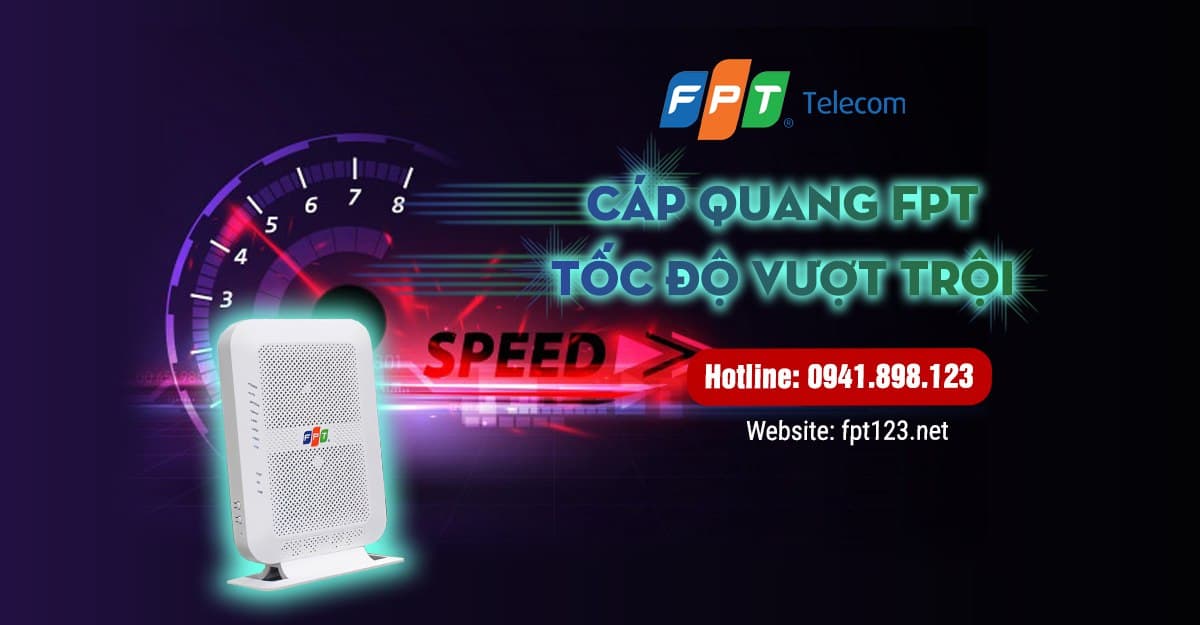 FPT® Telecom
CÁP QUANG FPT
TỐC ĐỘ VƯỢT TRỘI
8
7
6
5
4
3
SPEED
Hotline: 0941.898.123
Website: fpt123.net
FPT